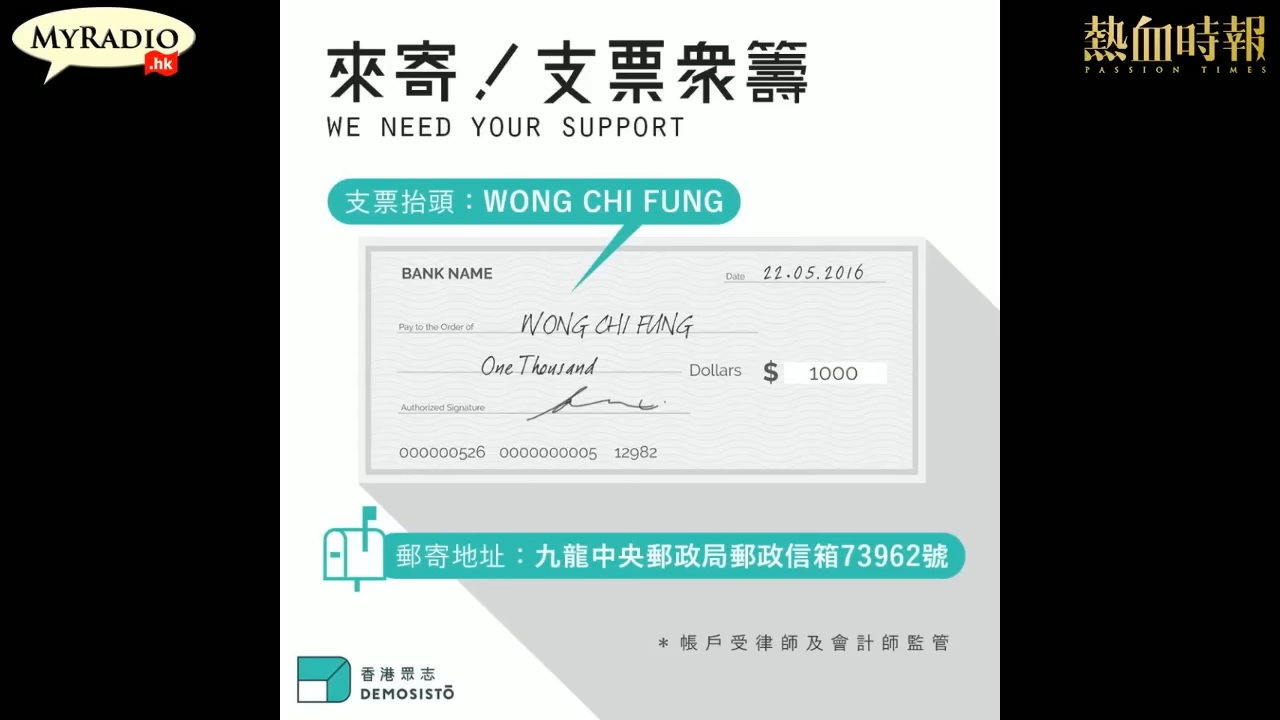 MYRADIO
.hk
熱血時報
PASSION TIMES
來寄／支票衆籌
WE NEED YOUR SUPPORT
支票抬頭：WONG CHI FUNG
BANK NAME
Date 22.05.2016
Pay to the Order of WONG CHI FUNG
One Thousand Dollars $ 1000
Authorized Signature
000000526 0000000005 12982
郵寄地址：九龍中央郵政局郵政信箱73962號
* 帳戶受律師及會計師監管
香港眾志
DEMOSISTŌ